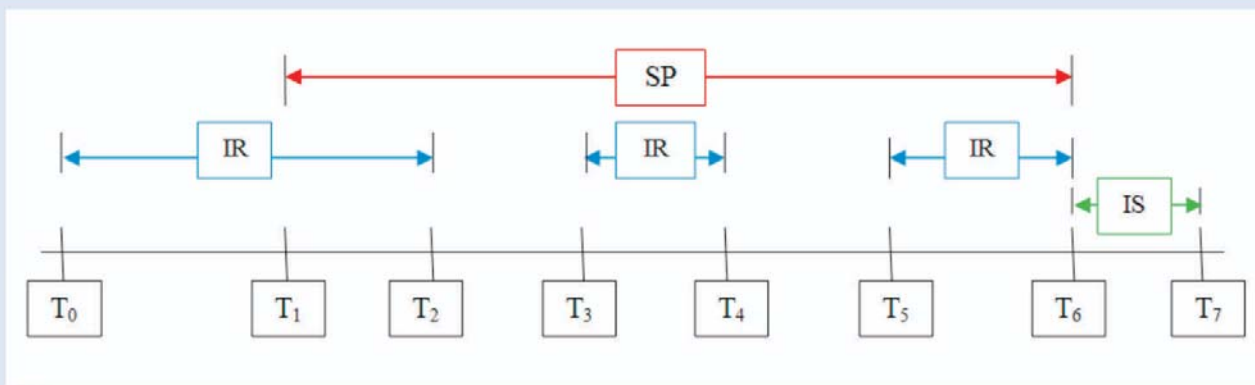 SP
IR IR IR
IS
T₀ T₁ T₂ T₃ T₄ T₅ T₆ T₇